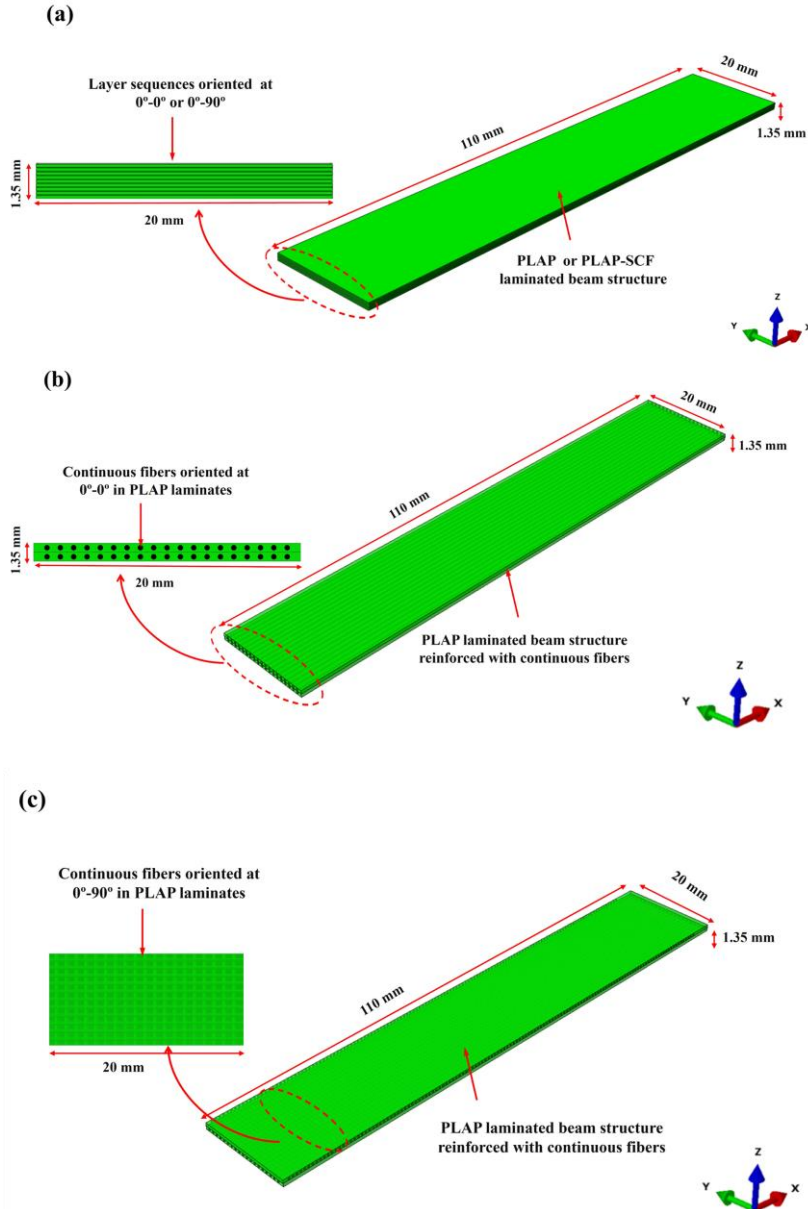 (a)
Layer sequences oriented at
0º-0º or 0º-90º
1.35 mm
20 mm
110 mm
20 mm
1.35 mm
PLAP or PLAP-SCF
laminated beam structure
Z
Y
X
(b)
Continuous fibers oriented at
0º-0º in PLAP laminates
1.35 mm
20 mm
110 mm
20 mm
1.35 mm
PLAP laminated beam structure
reinforced with continuous fibers
Z
Y
X
(c)
Continuous fibers oriented at
0º-90º in PLAP laminates
20 mm
110 mm
20 mm
1.35 mm
PLAP laminated beam structure
reinforced with continuous fibers
Z
Y
X